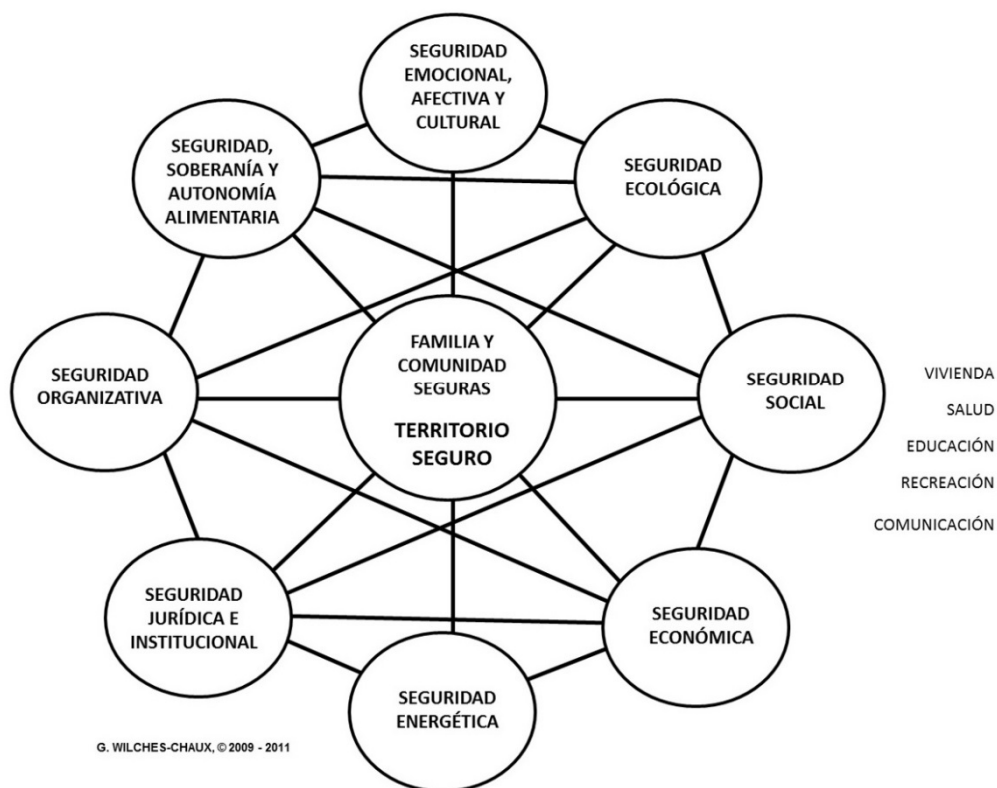 SEGURIDAD
EMOCIONAL,
AFECTIVA Y
CULTURAL
SEGURIDAD,
SOBERANÍA Y
AUTONOMÍA
ALIMENTARIA
SEGURIDAD
ECOLÓGICA
SEGURIDAD
ORGANIZATIVA
FAMILIA Y
COMUNIDAD
SEGURAS
TERRITORIO
SEGURO
SEGURIDAD
SOCIAL
VIVIENDA
SALUD
EDUCACIÓN
RECREACIÓN
COMUNICACIÓN
SEGURIDAD
JURÍDICA E
INSTITUCIONAL
SEGURIDAD
ECONÓMICA
SEGURIDAD
ENERGÉTICA
G. WILCHES-CHAUX, © 2009 - 2011